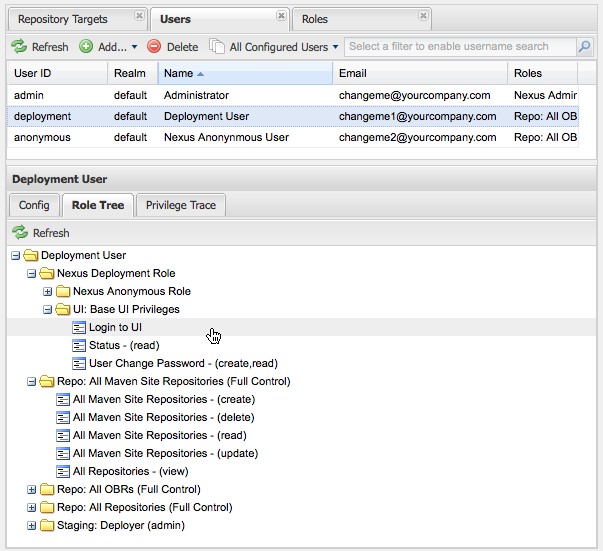 Repository Targets Users Roles
Refresh Add... Delete All Configured Users Select a filter to enable username search
User ID Realm Name Email Roles
admin default Administrator changeme@yourcompany.com Nexus Admin
deployment default Deployment User changeme1@yourcompany.com Repo: All OB
anonymous default Nexus Anonynmous User changeme2@yourcompany.com Repo: All OB
Deployment User
Config Role Tree Privilege Trace
Refresh
Deployment User
Nexus Deployment Role
Nexus Anonymous Role
UI: Base UI Privileges
Login to UI
Status - (read)
User Change Password - (create,read)
Repo: All Maven Site Repositories (Full Control)
All Maven Site Repositories - (create)
All Maven Site Repositories - (delete)
All Maven Site Repositories - (read)
All Maven Site Repositories - (update)
All Repositories - (view)
Repo: All OBRs (Full Control)
Repo: All Repositories (Full Control)
Staging: Deployer (admin)